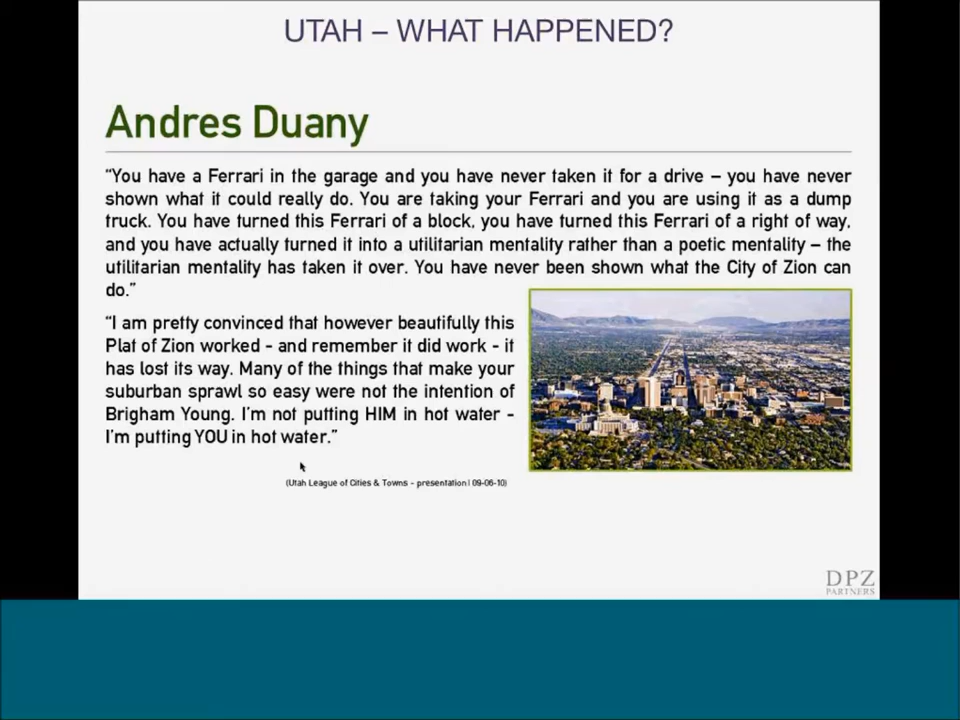 UTAH – WHAT HAPPENED?
Andres Duany
“You have a Ferrari in the garage and you have never taken it for a drive – you have never
shown what it could really do. You are taking your Ferrari and you are using it as a dump
truck. You have turned this Ferrari of a block, you have turned this Ferrari of a right of way,
and you have actually turned it into a utilitarian mentality rather than a poetic mentality – the
utilitarian mentality has taken it over. You have never been shown what the City of Zion can
do.”
“I am pretty convinced that however beautifully this
Plat of Zion worked - and remember it did work - it
has lost its way. Many of the things that make your
suburban sprawl so easy were not the intention of
Brigham Young. I’m not putting HIM in hot water -
I’m putting YOU in hot water.”
(Utah League of Cities & Towns - presentation | 09-06-10)
DPZ
PARTNERS